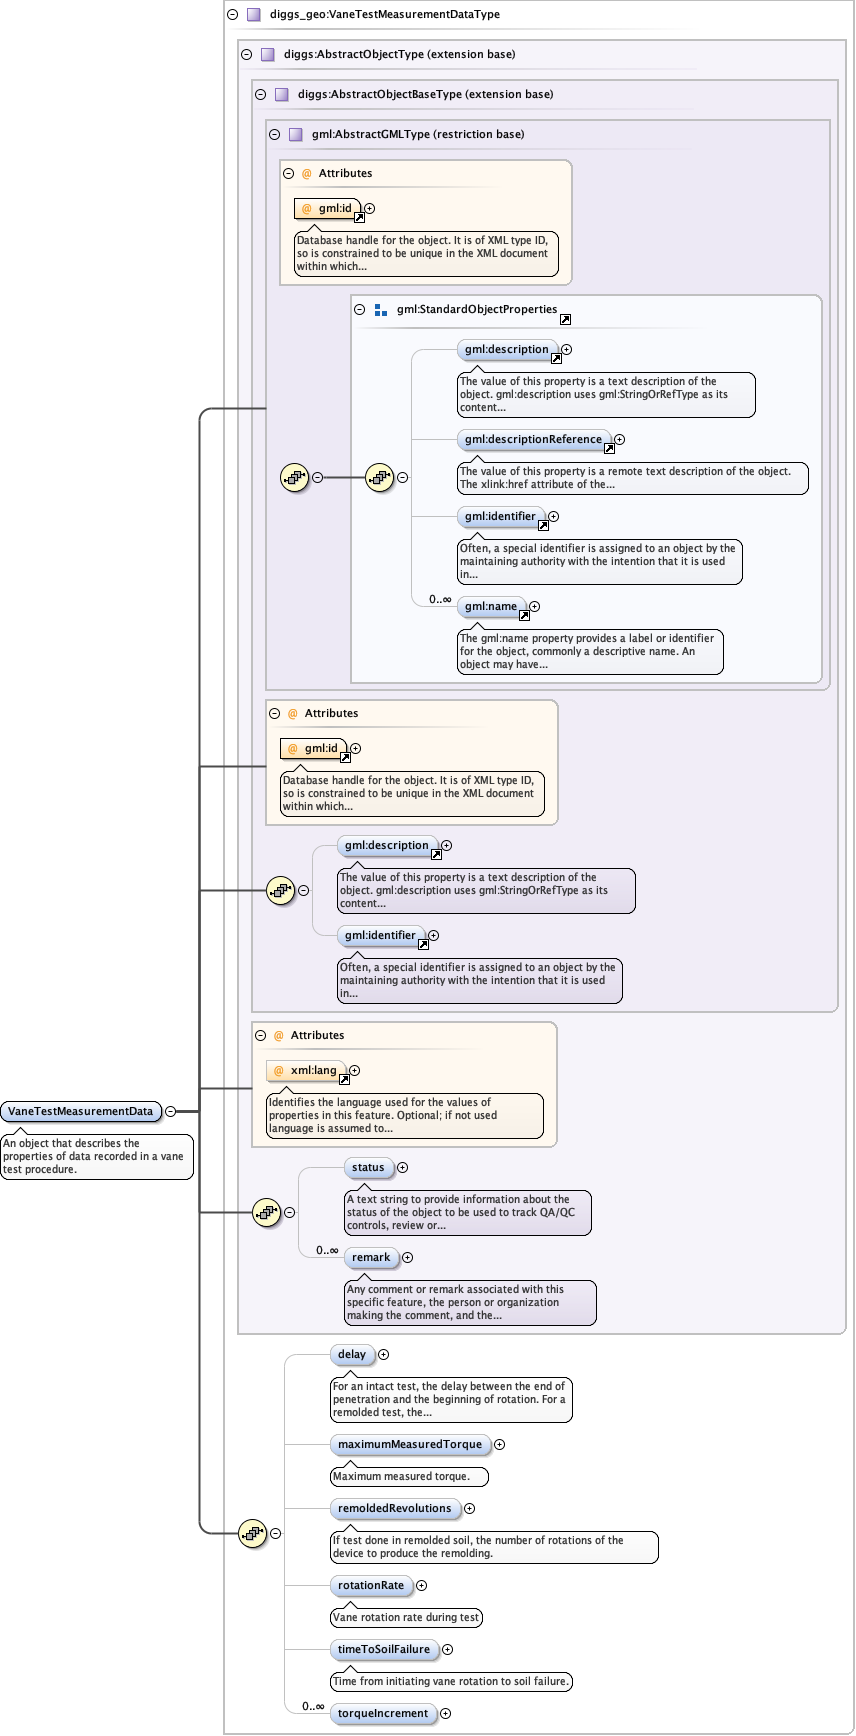 diggs_geo:VaneTestMeasurementDataType
diggs:AbstractObjectType (extension base)
diggs:AbstractObjectBaseType (extension base)
gml:AbstractGMLType (restriction base)
@ Attributes
@ gml:id
Database handle for the object. It is of XML type ID,
so is constrained to be unique in the XML document
within which...
gml:StandardObjectProperties
gml:description
The value of this property is a text description of the
object. gml:description uses gml:StringOrRefType as its
content...
gml:descriptionReference
The value of this property is a remote text description of the object.
The xlink:href attribute of the...
gml:identifier
Often, a special identifier is assigned to an object by the
maintaining authority with the intention that it is used
in...
0..∞
gml:name
The gml:name property provides a label or identifier
for the object, commonly a descriptive name. An
object may have...
@ Attributes
@ gml:id
Database handle for the object. It is of XML type ID,
so is constrained to be unique in the XML document
within which...
gml:description
The value of this property is a text description of the
object. gml:description uses gml:StringOrRefType as its
content...
gml:identifier
Often, a special identifier is assigned to an object by the
maintaining authority with the intention that it is used
in...
@ Attributes
@ xml:lang
Identifies the language used for the values of
properties in this feature. Optional; if not used
language is assumed to...
VaneTestMeasurementData
An object that describes the
properties of data recorded in a vane
test procedure.
status
A text string to provide information about the
status of the object to be used to track QA/QC
controls, review or...
0..∞
remark
Any comment or remark associated with this
specific feature, the person or organization
making the comment, and the...
delay
For an intact test, the delay between the end of
penetration and the beginning of rotation. For a
remolded test, the...
maximumMeasuredTorque
Maximum measured torque.
remoldedRevolutions
If test done in remolded soil, the number of rotations of the
device to produce the remolding.
rotationRate
Vane rotation rate during test
timeToSoilFailure
Time from initiating vane rotation to soil failure.
0..∞
torqueIncrement